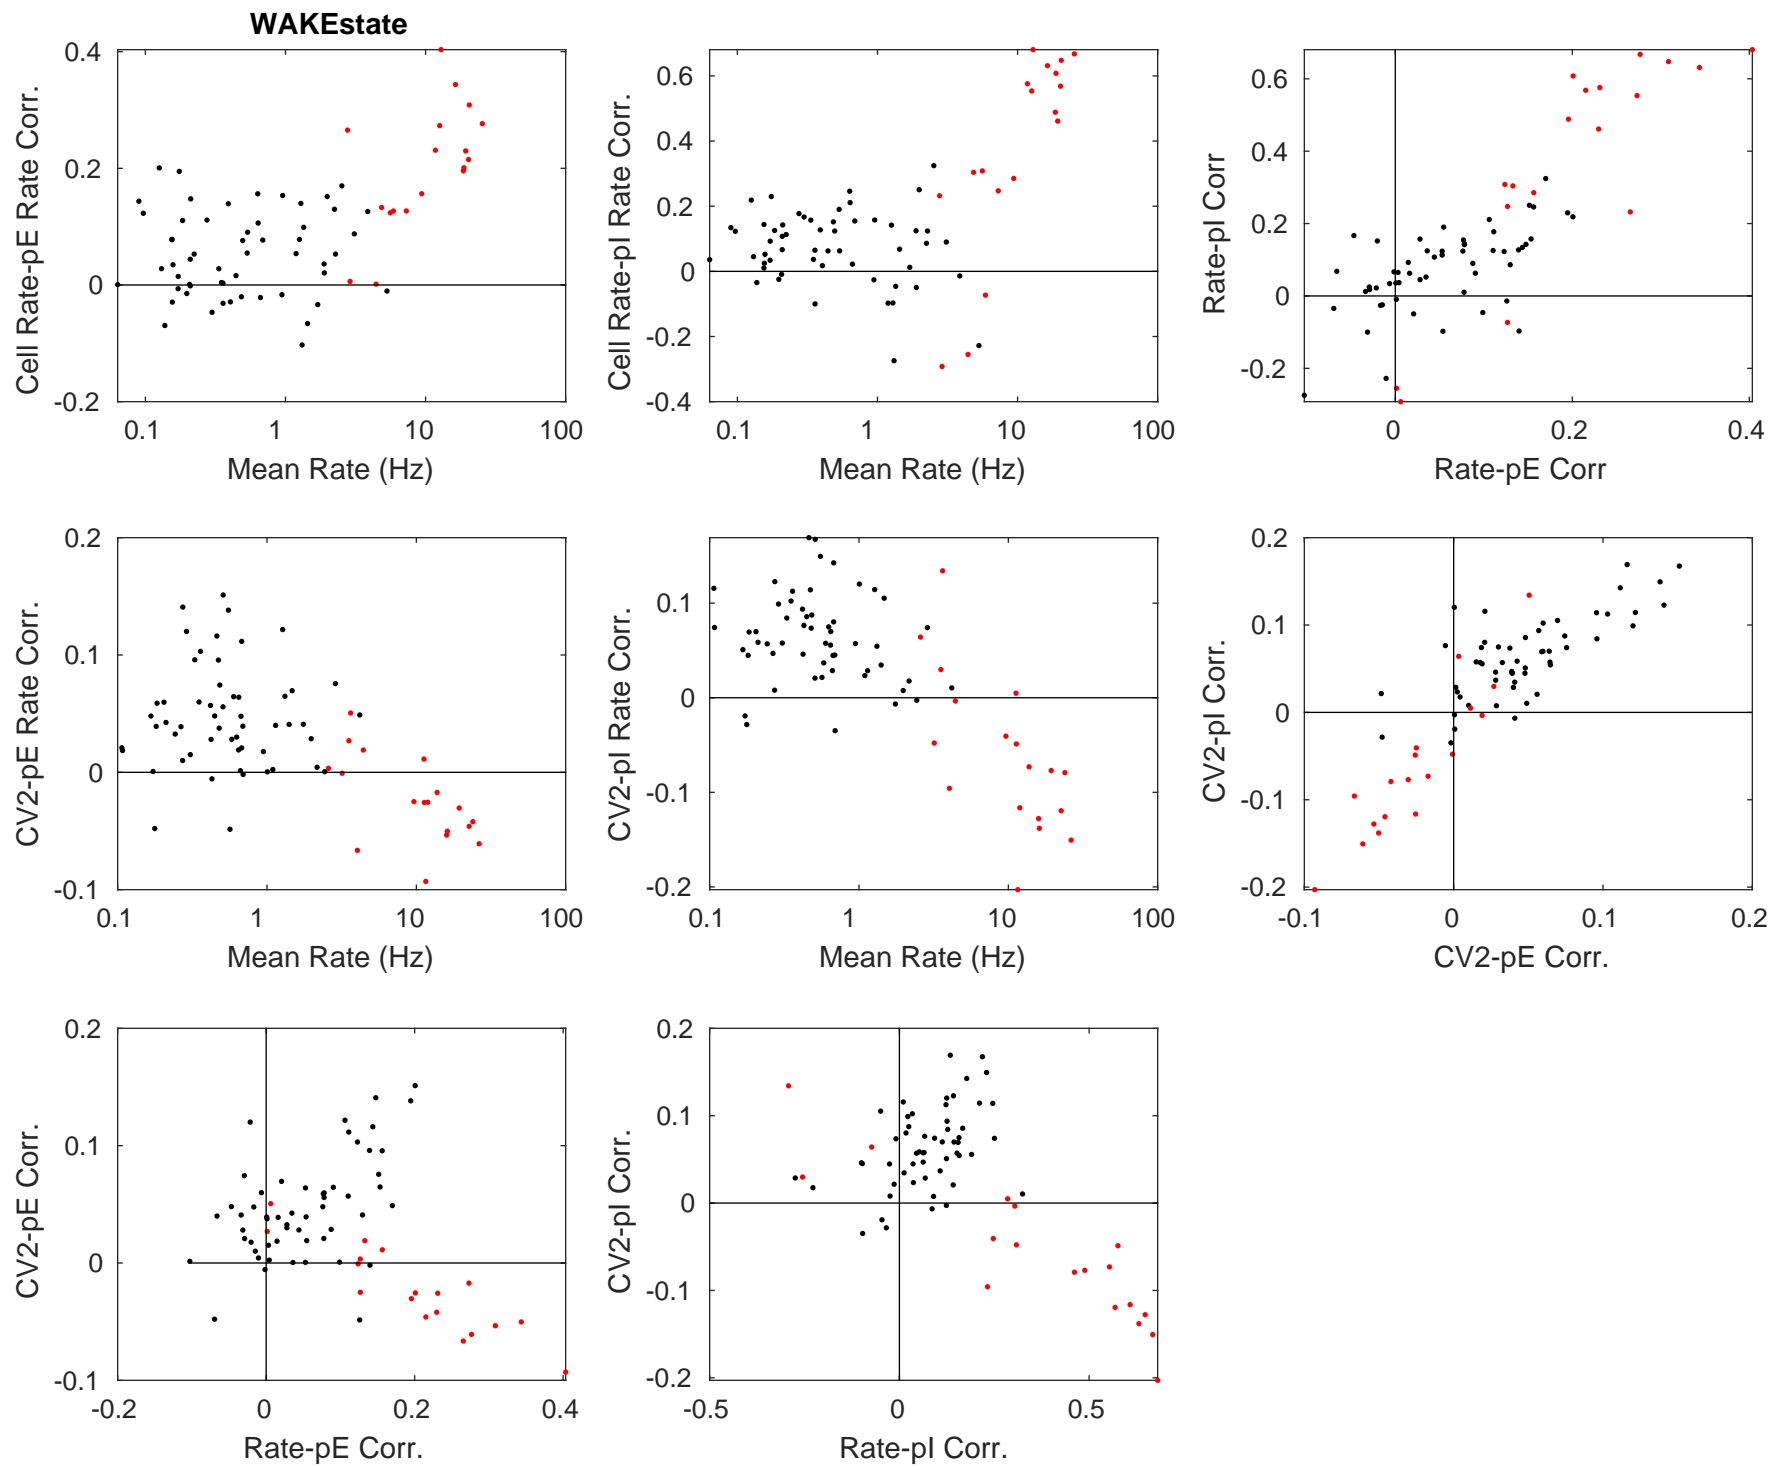 WAKEstate
Cell Rate-pE Rate Corr.
0.4
0.2
0
-0.2
0.1 1 10 100
Mean Rate (Hz)
Cell Rate-pI Rate Corr.
0.6
0.4
0.2
0
-0.2
-0.4
0.1 1 10 100
Mean Rate (Hz)
Rate-pI Corr
0.6
0.4
0.2
0
-0.2
0 0.2 0.4
Rate-pE Corr
CV2-pE Rate Corr.
0.2
0.1
0
-0.1
0.1 1 10 100
Mean Rate (Hz)
CV2-pI Rate Corr.
0.1
0
-0.1
-0.2
0.1 1 10 100
Mean Rate (Hz)
CV2-pI Corr.
0.2
0.1
0
-0.1
-0.2
-0.1 0 0.1 0.2
CV2-pE Corr.
CV2-pE Corr.
0.2
0.1
0
-0.1
-0.2 0 0.2 0.4
Rate-pE Corr.
CV2-pI Corr.
0.2
0.1
0
-0.1
-0.2
-0.5 0 0.5
Rate-pI Corr.